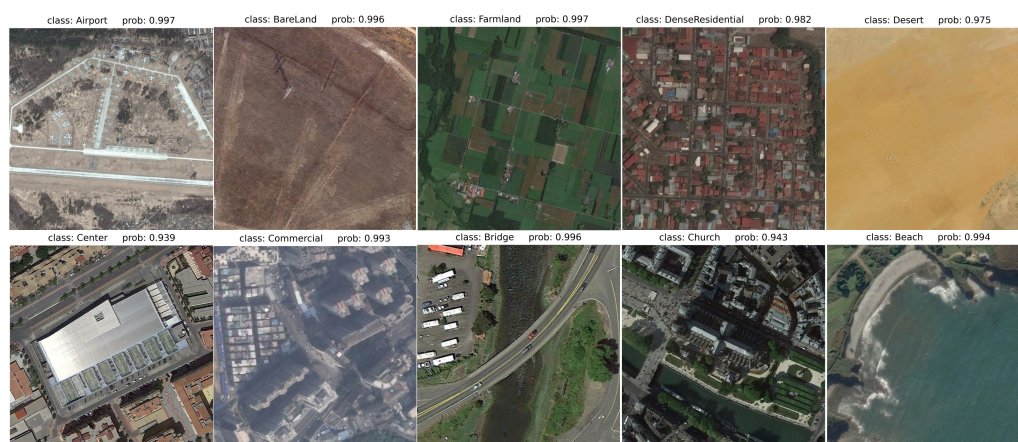 class: Airport prob: 0.997
class: BareLand prob: 0.996
class: Farmland prob: 0.997
class: DenseResidential prob: 0.982
class: Desert prob: 0.975
class: Center prob: 0.939
class: Commercial prob: 0.993
class: Bridge prob: 0.996
class: Church prob: 0.943
class: Beach prob: 0.994